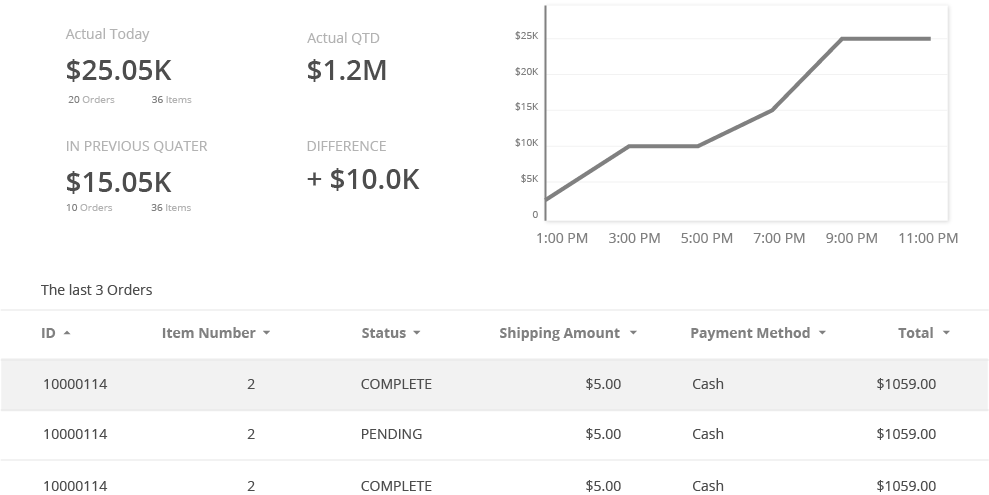 Actual Today
$25.05K
20 Orders 36 Items
Actual QTD
$1.2M
IN PREVIOUS QUATER
$15.05K
10 Orders 36 Items
DIFFERENCE
+ $10.0K
$25K
$20K
$15K
$10K
$5K
0
1:00 PM 3:00 PM 5:00 PM 7:00 PM 9:00 PM 11:00 PM
The last 3 Orders
ID Item Number Status Shipping Amount Payment Method Total
10000114 2 COMPLETE $5.00 Cash $1059.00
10000114 2 PENDING $5.00 Cash $1059.00
10000114 2 COMPLETE $5.00 Cash $1059.00